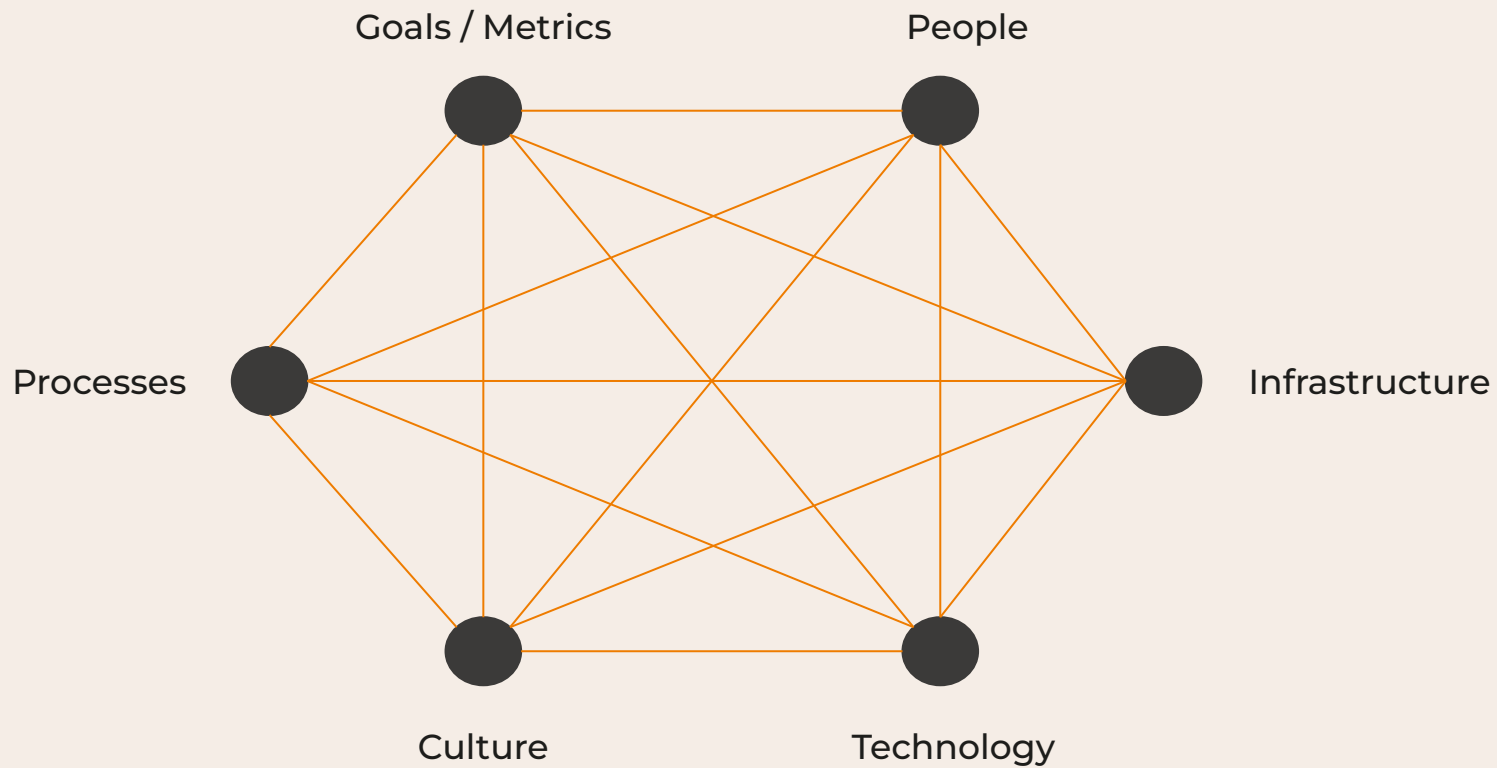 Goals / Metrics
People
Processes
Infrastructure
Culture
Technology